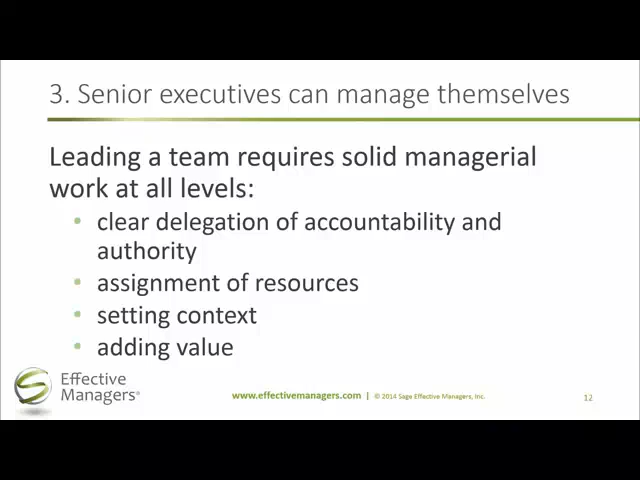 3. Senior executives can manage themselves
Leading a team requires solid managerial
work at all levels:
• clear delegation of accountability and
authority
• assignment of resources
• setting context
• adding value
Effective
Managers®
www.effectivemanagers.com | © 2014 Sage Effective Managers, Inc.
12